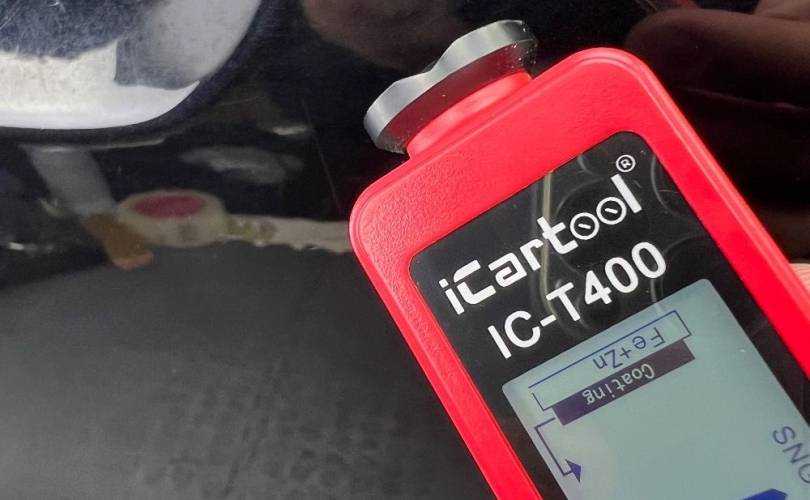 iCartool®
IC-T400
Fe+Zn
Coating